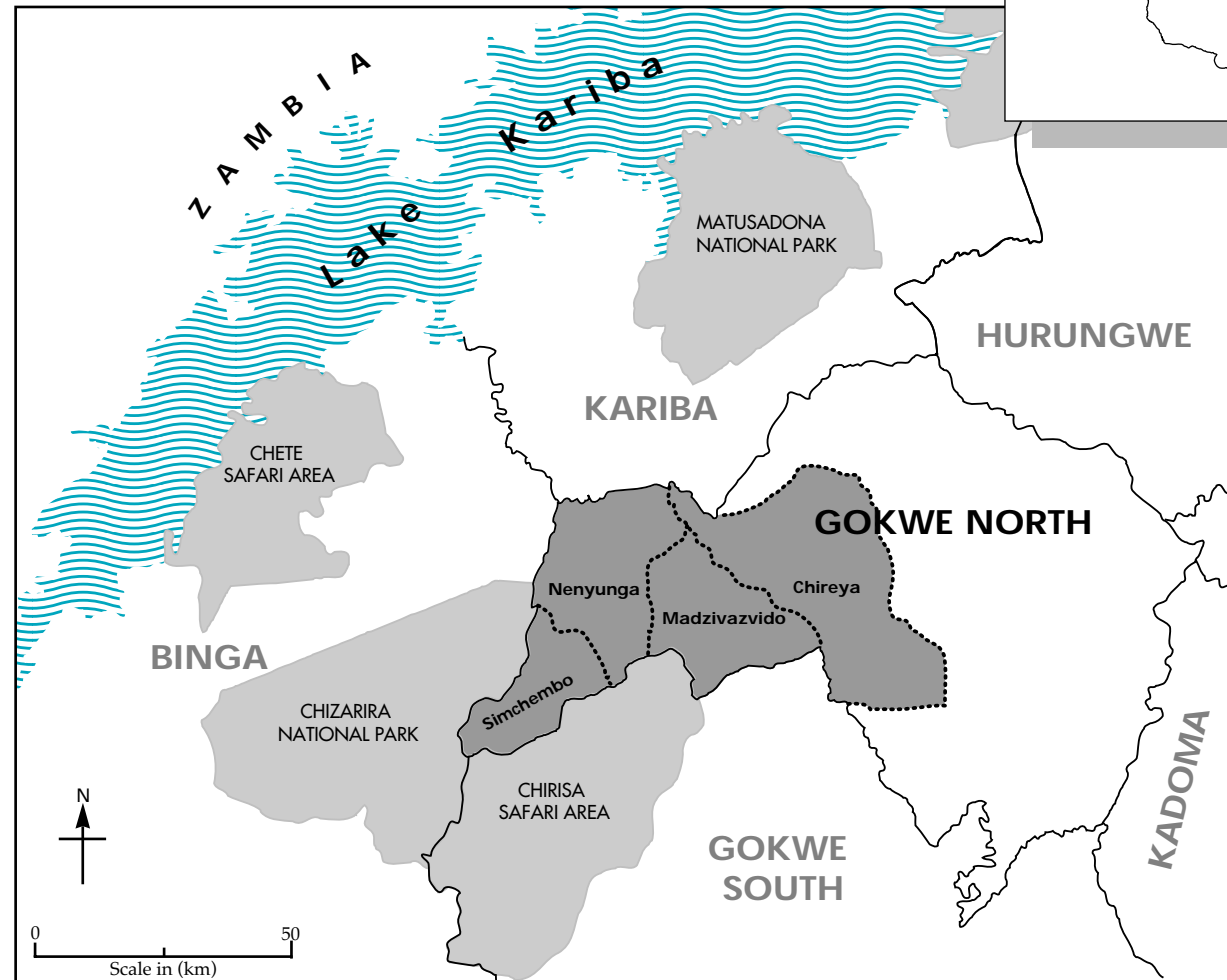 ZAMBIA
Lake Kariba
MATUSADONA
NATIONAL PARK
HURUNGWE
KARIBA
CHETE
SAFARI AREA
GOKWE NORTH
Nenyunga
Chireya
Madzivazvido
BINGA
Simchembo
CHIZARIRA
NATIONAL PARK
CHIRISA
SAFARI AREA
KADOMA
N
GOKWE
SOUTH
0 50
Scale in (km)